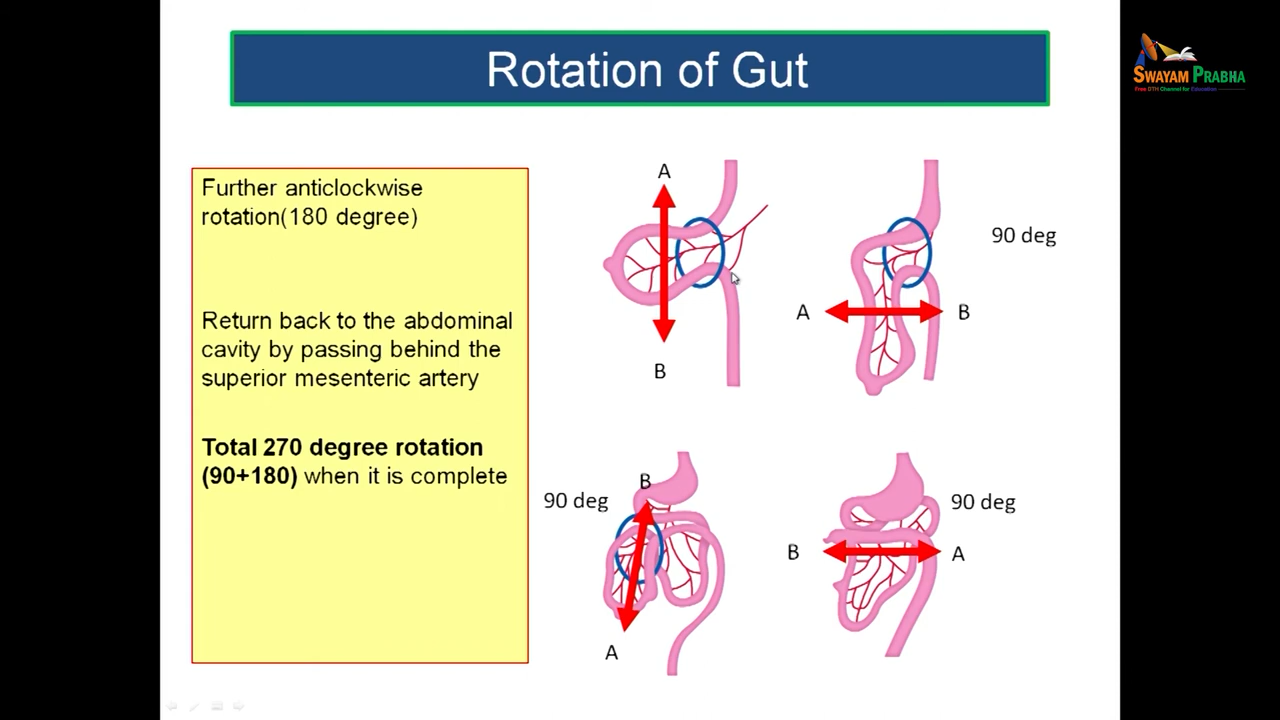 Rotation of Gut
SWAYAM PRABHA
Free DTH Channel for Education
Further anticlockwise
rotation(180 degree)
Return back to the abdominal
cavity by passing behind the
superior mesenteric artery
Total 270 degree rotation
(90+180) when it is complete
A
B
90 deg
A
B
90 deg
B
A
90 deg
B
A